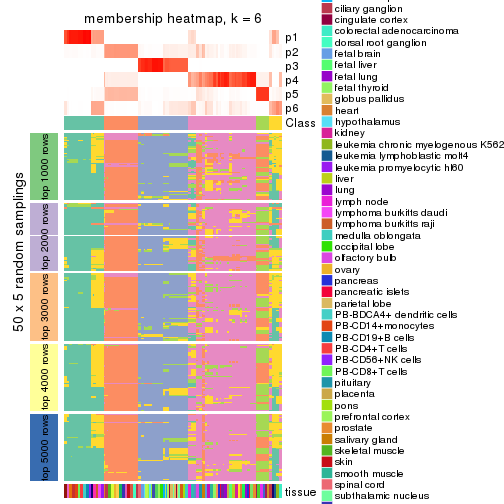 membership heatmap, k = 6
p1
p2
p3
p4
p5
p6
Class
50 x 5 random samplings
top 1000 rows
top 2000 rows
top 3000 rows
top 4000 rows
top 5000 rows
tissue
ciliary ganglion
cingulate cortex
colorectal adenocarcinoma
dorsal root ganglion
fetal brain
fetal liver
fetal lung
fetal thyroid
globus pallidus
heart
hypothalamus
kidney
leukemia chronic myelogenous K562
leukemia lymphoblastic molt4
leukemia promyelocytic hl60
liver
lung
lymph node
lymphoma burkitts daudi
lymphoma burkitts raji
medulla oblongata
occipital lobe
olfactory bulb
ovary
pancreas
pancreatic islets
parietal lobe
PB-BDCA4+ dendritic cells
PB-CD14+monocytes
PB-CD19+B cells
PB-CD4+T cells
PB-CD56+NK cells
PB-CD8+T cells
pituitary
placenta
pons
prefrontal cortex
prostate
salivary gland
skeletal muscle
skin
smooth muscle
spinal cord
subthalamic nucleus